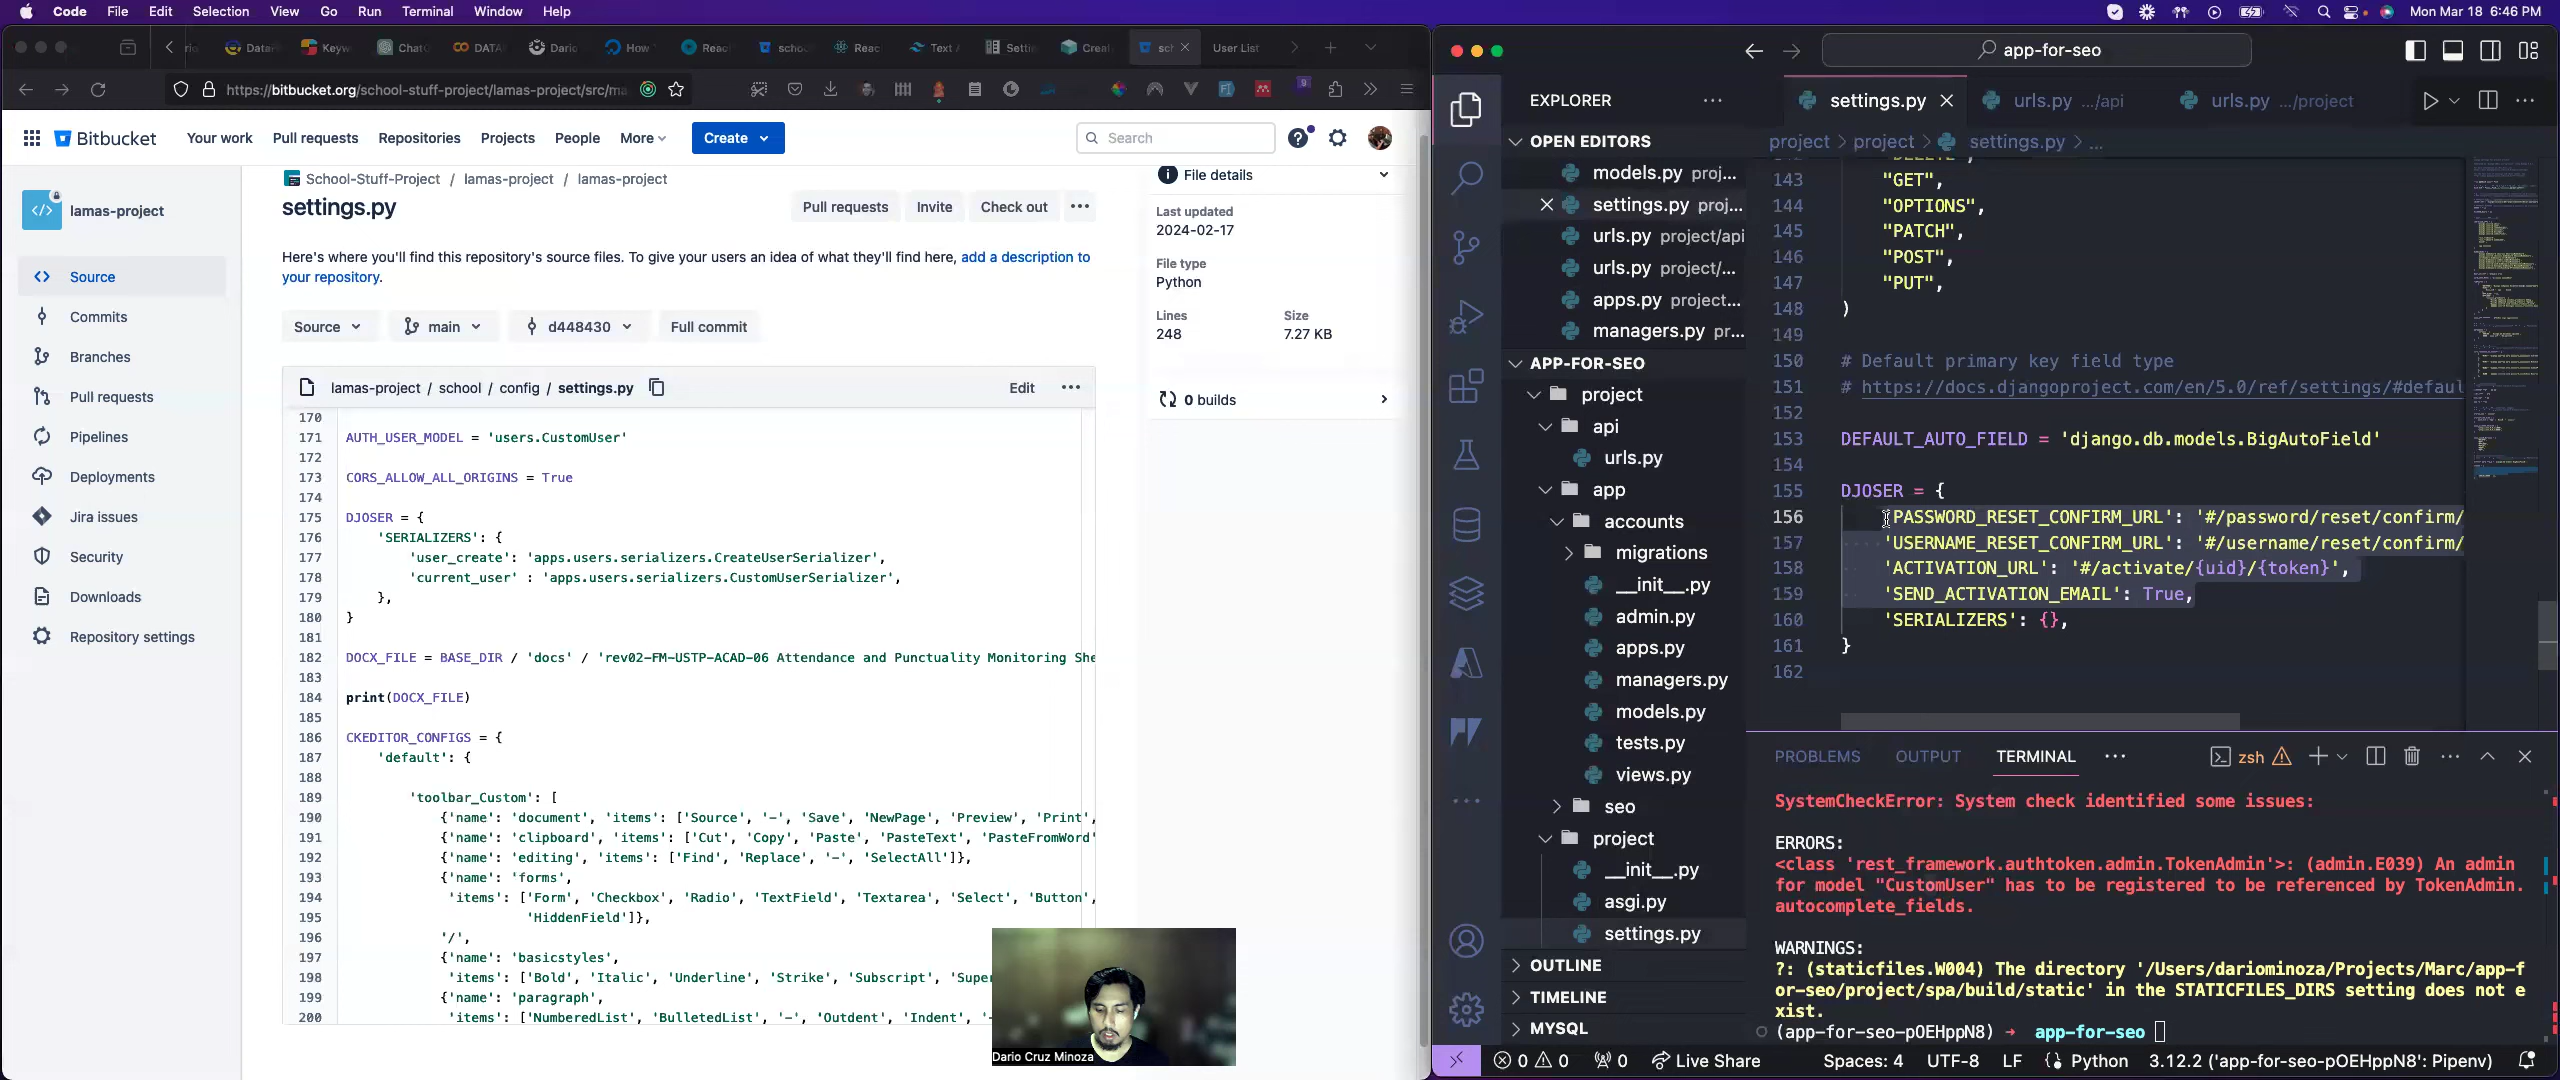 Code File Edit Selection View Go Run Terminal Window Help
Mon Mar 18 6:46 PM
Keyw
Chat
DATA
Dario
How
Reac
scho
Reac
Text
Settin
Creat
sch
User List
https://bitbucket.org/school-stuff-project/lamas-project/src/ma
Bitbucket
Your work
Pull requests
Repositories
Projects
People
More
Create
Search
lamas-project
Source
Commits
Branches
Pull requests
Pipelines
Deployments
Jira issues
Security
Downloads
Repository settings
School-Stuff-Project / lamas-project / lamas-project
settings.py
Pull requests
Invite
Check out
Here's where you'll find this repository's source files. To give your users an idea of what they'll find here, add a description to
your repository.
Source
main
d448430
Full commit
lamas-project / school / config / settings.py
Edit
170
171 AUTH_USER_MODEL = 'users.CustomUser'
172
173 CORS_ALLOW_ALL_ORIGINS = True
174
175 DJOSER = {
176 'SERIALIZERS': {
177 'user_create': 'apps.users.serializers.CreateUserSerializer',
178 'current_user' : 'apps.users.serializers.CustomUserSerializer',
179 },
180 }
181
182 DOCX_FILE = BASE_DIR / 'docs' / 'rev02-FM-USTP-ACAD-06 Attendance and Punctuality Monitoring She
183
184 print(DOCX_FILE)
185
186 CKEDITOR_CONFIGS = {
187 'default': {
188
189 'toolbar_Custom': [
190 {'name': 'document', 'items': ['Source', '-', 'Save', 'NewPage', 'Preview', 'Print',
191 {'name': 'clipboard', 'items': ['Cut', 'Copy', 'Paste', 'PasteText', 'PasteFromWord'
192 {'name': 'editing', 'items': ['Find', 'Replace', '-', 'SelectAll']},
193 {'name': 'forms',
194 'items': ['Form', 'Checkbox', 'Radio', 'TextField', 'Textarea', 'Select', 'Button',
195 'HiddenField']},
196 '/',
197 {'name': 'basicstyles',
198 'items': ['Bold', 'Italic', 'Underline', 'Strike', 'Subscript', 'Super
199 {'name': 'paragraph',
200 'items': ['NumberedList', 'BulletedList', '-', 'Outdent', 'Indent',
File details
Last updated
2024-02-17
File type
Python
Lines Size
248 7.27 KB
0 builds
Dario Cruz Minoza
app-for-seo
EXPLORER
OPEN EDITORS
models.py proj...
settings.py proj...
urls.py project/api
urls.py project/...
apps.py project...
managers.py pr...
APP-FOR-SEO
project
api
urls.py
app
accounts
migrations
__init__.py
admin.py
apps.py
managers.py
models.py
tests.py
views.py
seo
project
__init__.py
asgi.py
settings.py
OUTLINE
TIMELINE
MYSQL
settings.py
urls.py .../api
urls.py .../project
project > project > settings.py > ...
143 "GET",
144 "OPTIONS",
145 "PATCH",
146 "POST",
147 "PUT",
148 )
149
150 # Default primary key field type
151 # https://docs.djangoproject.com/en/5.0/ref/settings/#defaul
152
153 DEFAULT_AUTO_FIELD = 'django.db.models.BigAutoField'
154
155 DJOSER = {
156 'PASSWORD_RESET_CONFIRM_URL': '#/password/reset/confirm/
157 'USERNAME_RESET_CONFIRM_URL': '#/username/reset/confirm/
158 'ACTIVATION_URL': '#/activate/{uid}/{token}',
159 'SEND_ACTIVATION_EMAIL': True,
160 'SERIALIZERS': {},
161 }
162
PROBLEMS
OUTPUT
TERMINAL
zsh
SystemCheckError: System check identified some issues:
ERRORS:
<class 'rest_framework.authtoken.admin.TokenAdmin'>: (admin.E039) An admin
for model "CustomUser" has to be registered to be referenced by TokenAdmin.
autocomplete_fields.
WARNINGS:
?: (staticfiles.W004) The directory '/Users/dariominoza/Projects/Marc/app-f
or-seo/project/spa/build/static' in the STATICFILES_DIRS setting does not e
xist.
(app-for-seo-pOEHppN8) → app-for-seo
0 0
0
Live Share
Spaces: 4
UTF-8
LF
Python
3.12.2 ('app-for-seo-pOEHppN8': Pipenv)